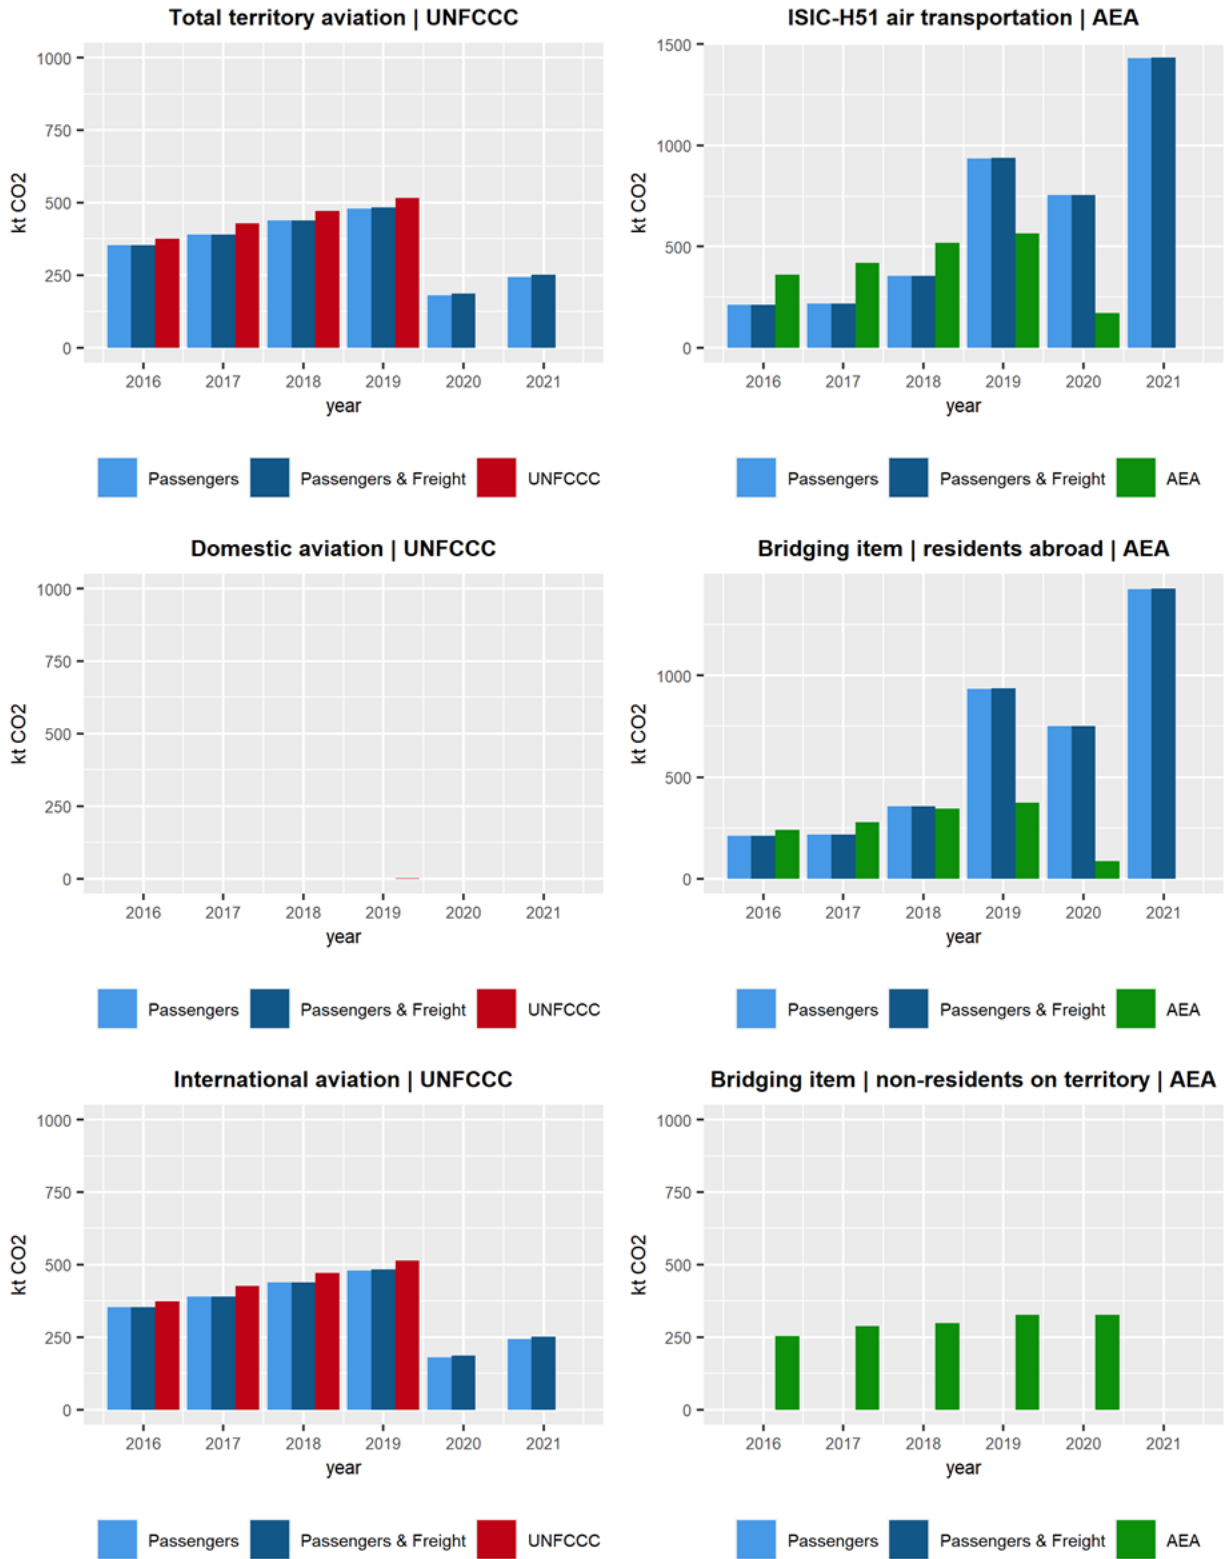 Total territory aviation | UNFCCC
kt CO2
1000
750
500
250
0
2016 2017 2018 2019 2020 2021
year
Passengers Passengers & Freight UNFCCC
ISIC-H51 air transportation | AEA
kt CO2
1500
1000
500
0
2016 2017 2018 2019 2020 2021
year
Passengers Passengers & Freight AEA
Domestic aviation | UNFCCC
kt CO2
1000
750
500
250
0
2016 2017 2018 2019 2020 2021
year
Passengers Passengers & Freight UNFCCC
Bridging item | residents abroad | AEA
kt CO2
1000
500
0
2016 2017 2018 2019 2020 2021
year
Passengers Passengers & Freight AEA
International aviation | UNFCCC
kt CO2
1000
750
500
250
0
2016 2017 2018 2019 2020 2021
year
Passengers Passengers & Freight UNFCCC
Bridging item | non-residents on territory | AEA
kt CO2
1000
750
500
250
0
2016 2017 2018 2019 2020 2021
year
Passengers Passengers & Freight AEA